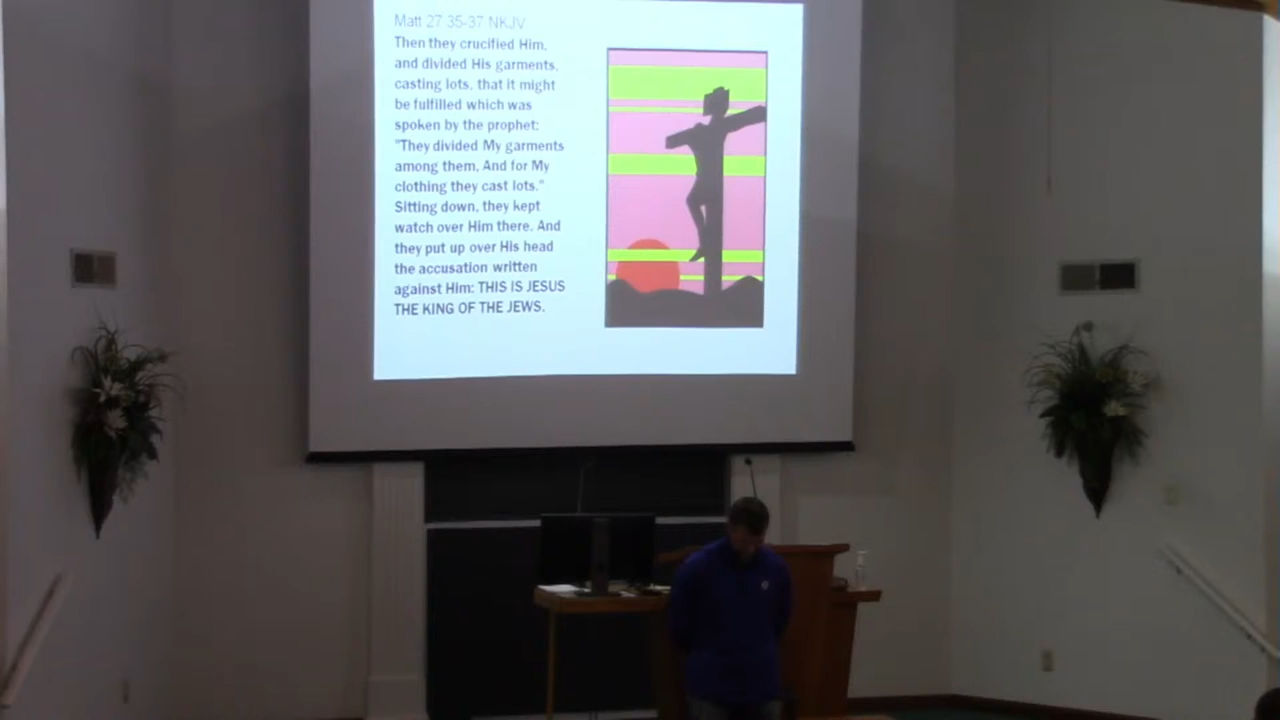 Matt 27 35-37 NKJV
Then they crucified Him,
and divided His garments,
casting lots, that it might
be fulfilled which was
spoken by the prophet:
"They divided My garments
among them, And for My
clothing they cast lots."
Sitting down, they kept
watch over Him there. And
they put up over His head
the accusation written
against Him: THIS IS JESUS
THE KING OF THE JEWS.